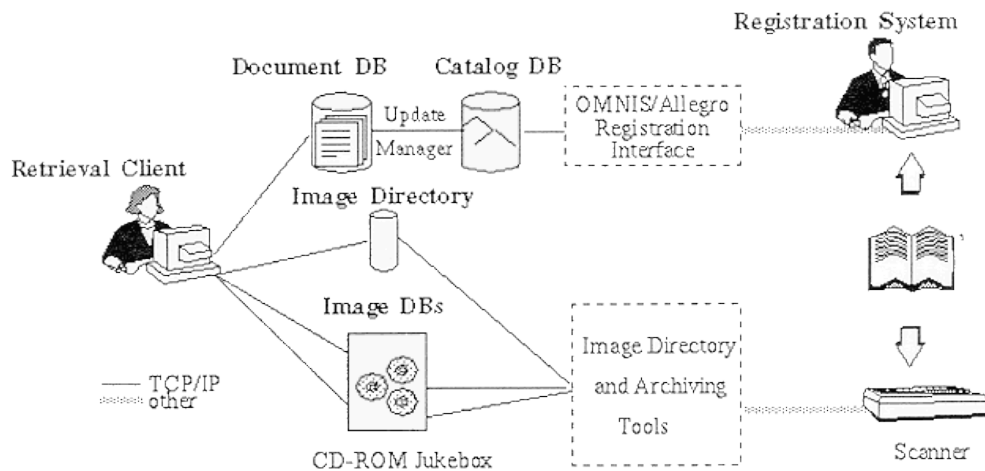 Registration System
Document DB
Catalog DB
OMNIS/Allegro
Registration
Interface
Update
Manager
Retrieval Client
Image Directory
Image DBs
Image Directory
and Archiving
Tools
TCP/IP
other
CD-ROM Jukebox
Scanner